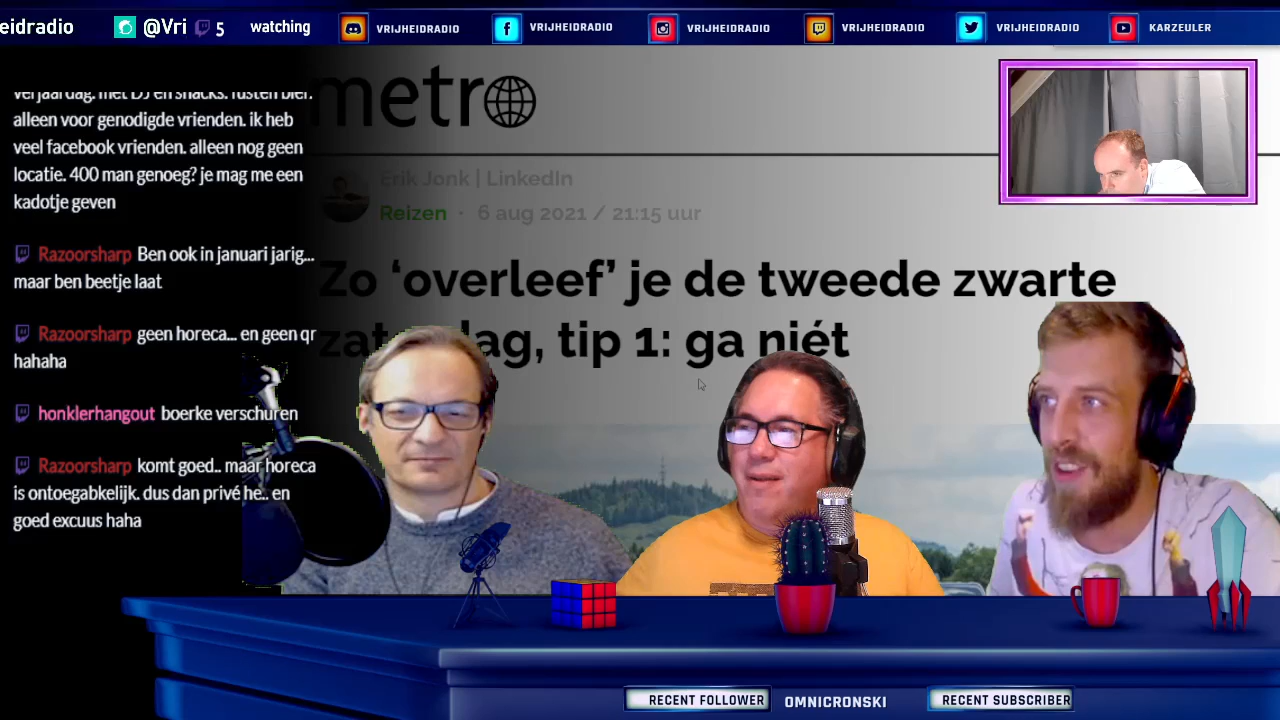 eidradio @Vri 5 watching VRIJHEIDRADIO VRIJHEIDRADIO VRIJHEIDRADIO VRIJHEIDRADIO VRIJHEIDRADIO KARZEULER
verjaardag. met DJ en snacks. fusten bier.
alleen voor genodigde vrienden. ik heb
veel facebook vrienden. alleen nog geen
locatie. 400 man genoeg? je mag me een
kadotje geven
Razoorsharp Ben ook in januari jarig...
maar ben beetje laat
Razoorsharp geen horeca... en geen qr
hahaha
honklerhangout boerke verschuren
Razoorsharp komt goed.. maar horeca
is ontoegabkelijk. dus dan privé he.. en
goed excuus haha
metro
Erik Jonk | LinkedIn
Reizen · 6 aug 2021 / 21:15 uur
Zo ‘overleef’ je de tweede zwarte
zat dag, tip 1: ga niét
RECENT FOLLOWER OMNICRONSKI RECENT SUBSCRIBER